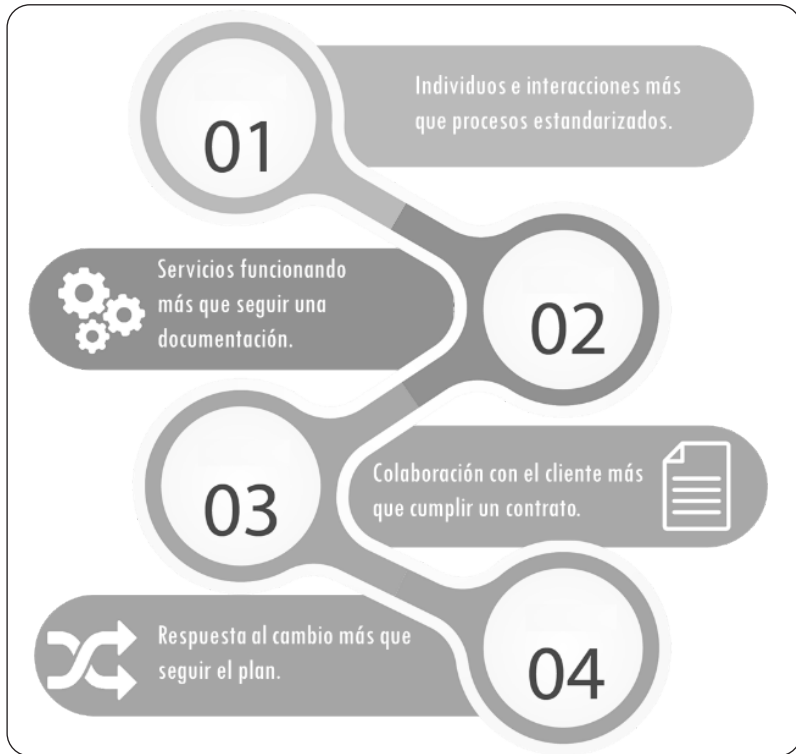 01
Individuos e interacciones más
que procesos estandarizados.
Servicios funcionando
más que seguir una
documentación.
02
03
Colaboración con el cliente más
que cumplir un contrato.
Respuesta al cambio más que
seguir el plan.
04